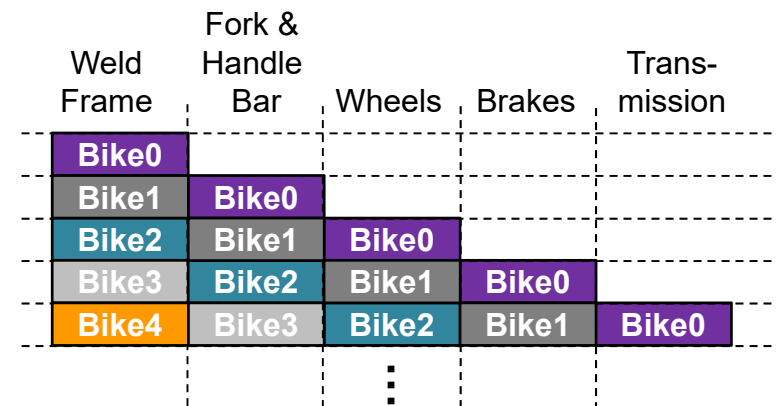 Weld
Frame
Fork &
Handle
Bar
Wheels
Brakes
Trans-
mission
Bike0
Bike1 Bike0
Bike2 Bike1 Bike0
Bike3 Bike2 Bike1 Bike0
Bike4 Bike3 Bike2 Bike1 Bike0